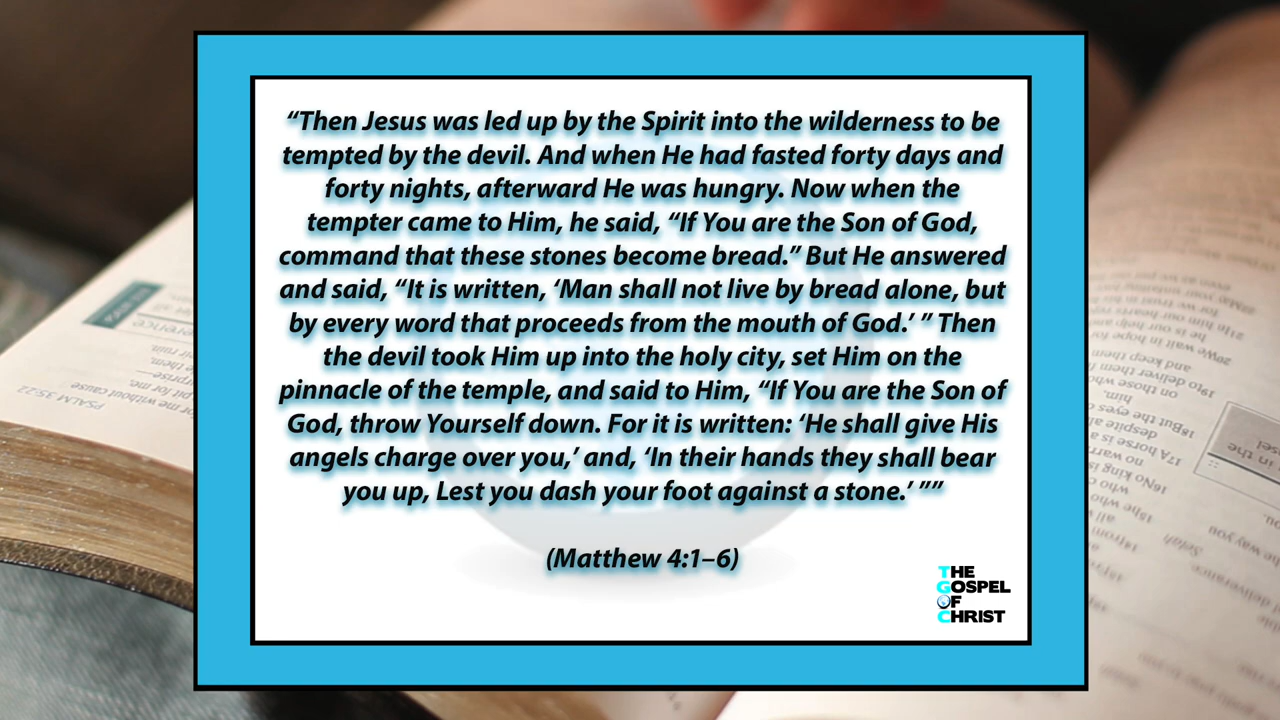 “Then Jesus was led up by the Spirit into the wilderness to be
tempted by the devil. And when He had fasted forty days and
forty nights, afterward He was hungry. Now when the
tempter came to Him, he said, “If You are the Son of God,
command that these stones become bread.” But He answered
and said, “It is written, ‘Man shall not live by bread alone, but
by every word that proceeds from the mouth of God.’ ” Then
the devil took Him up into the holy city, set Him on the
pinnacle of the temple, and said to Him, “If You are the Son of
God, throw Yourself down. For it is written: ‘He shall give His
angels charge over you,’ and, ‘In their hands they shall bear
you up, Lest you dash your foot against a stone.’ ””
(Matthew 4:1–6)
THE
GOSPEL
OF
CHRIST
PSALM 35:22